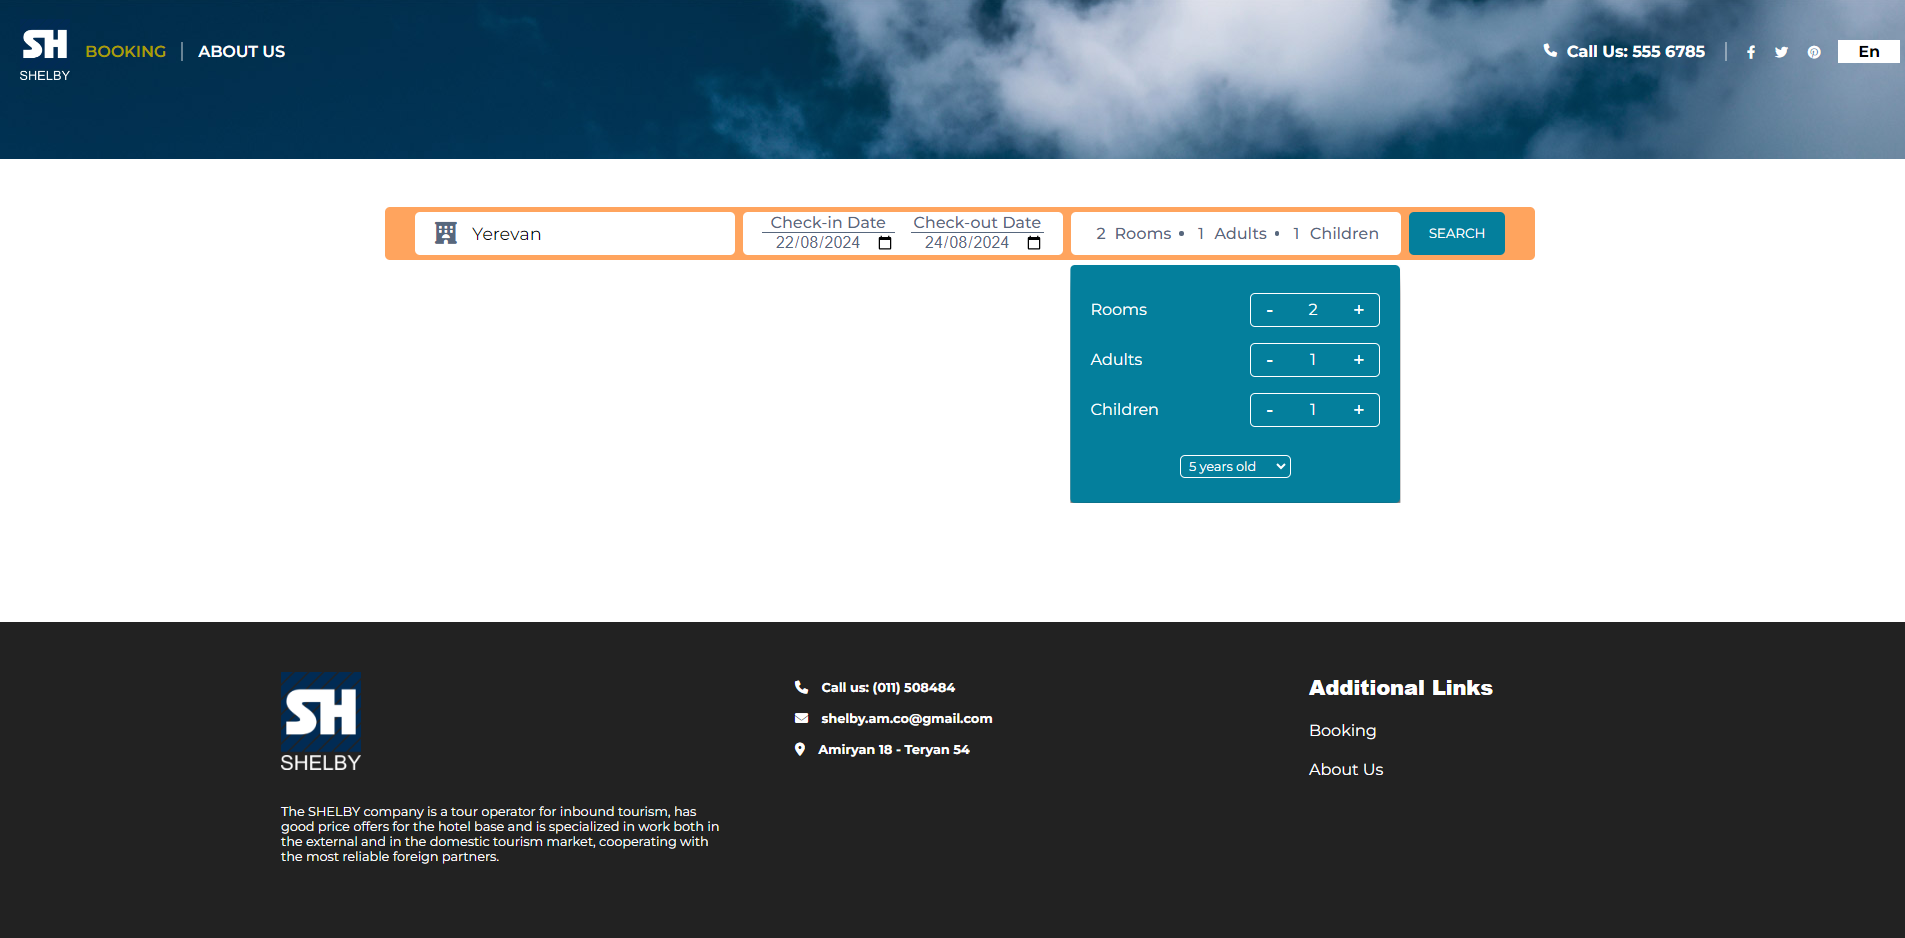 SH
SHELBY
BOOKING
ABOUT US
Call Us: 555 6785
En
Yerevan
Check-in Date
22/08/2024
Check-out Date
24/08/2024
2 Rooms • 1 Adults • 1 Children
SEARCH
Rooms
- 2 +
Adults
- 1 +
Children
- 1 +
5 years old
SH
SHELBY
The SHELBY company is a tour operator for inbound tourism, has
good price offers for the hotel base and is specialized in work both in
the external and in the domestic tourism market, cooperating with
the most reliable foreign partners.
Call us: (011) 508484
shelby.am.co@gmail.com
Amiryan 18 - Teryan 54
Additional Links
Booking
About Us